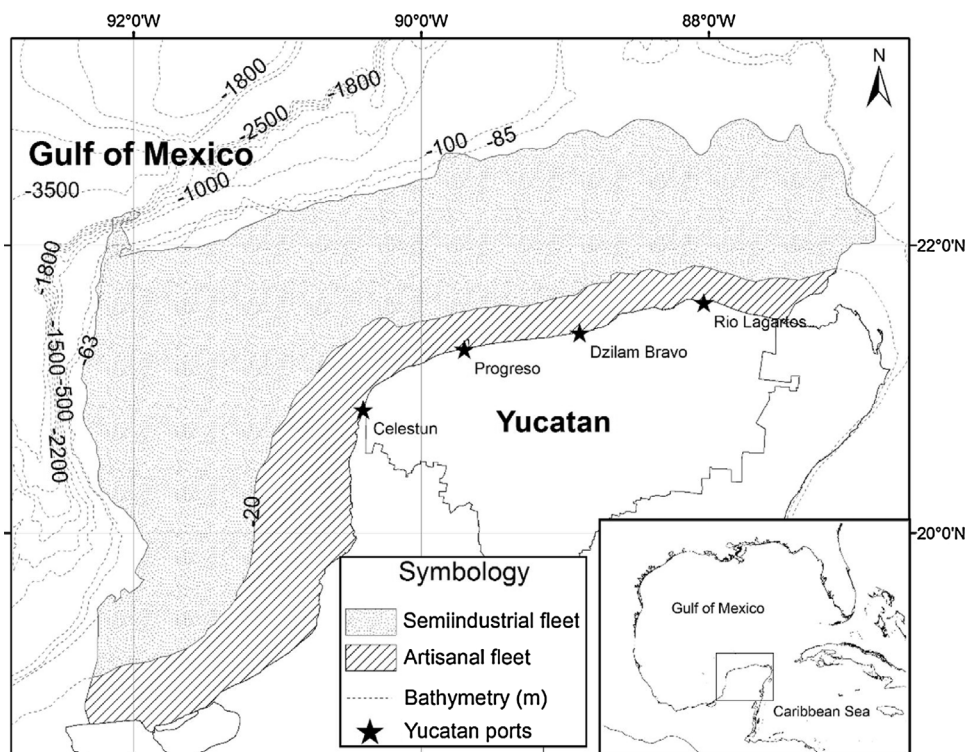 92°0'W
90°0'W
88°0'W
N
-1800
-1800
-2500
-100
-85
Gulf of Mexico
-3500
-1000
22°0'N
-1800
-63
-1500
-500
-2200
Rio Lagartos
Dzilam Bravo
Progreso
Celestun
Yucatan
-20
20°0'N
Symbology
Semiindustrial fleet
Artisanal fleet
Bathymetry (m)
Yucatan ports
Gulf of Mexico
Caribbean Sea